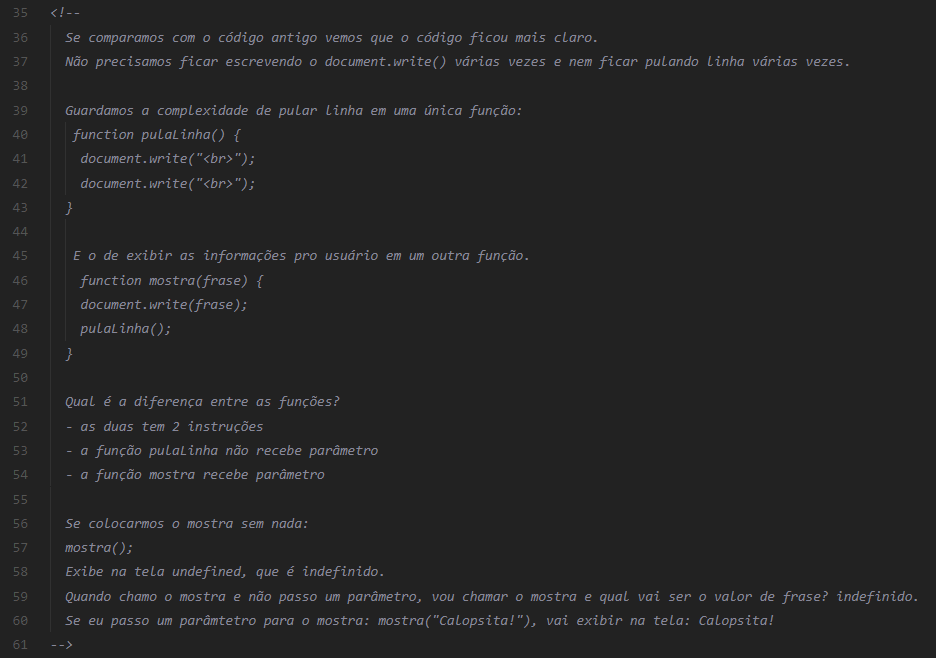 35 <!--
36 Se comparamos com o código antigo vemos que o código ficou mais claro.
37 Não precisamos ficar escrevendo o document.write() várias vezes e nem ficar pulando linha várias vezes.
38
39 Guardamos a complexidade de pular linha em uma única função:
40 function pulaLinha() {
41 document.write("<br>");
42 document.write("<br>");
43 }
44
45 E o de exibir as informações pro usuário em um outra função.
46 function mostra(frase) {
47 document.write(frase);
48 pulaLinha();
49 }
50
51 Qual é a diferença entre as funções?
52 - as duas tem 2 instruções
53 - a função pulaLinha não recebe parâmetro
54 - a função mostra recebe parâmetro
55
56 Se colocarmos o mostra sem nada:
57 mostra();
58 Exibe na tela undefined, que é indefinido.
59 Quando chamo o mostra e não passo um parâmetro, vou chamar o mostra e qual vai ser o valor de frase? indefinido.
60 Se eu passo um parâmtetro para o mostra: mostra("Calopsita!"), vai exibir na tela: Calopsita!
61 -->